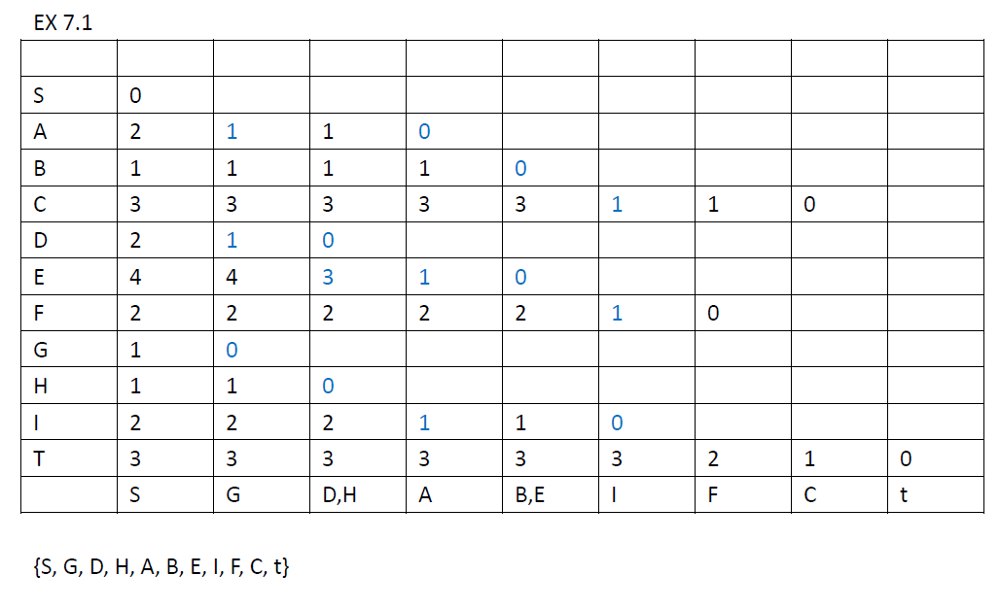 EX 7.1
S 0
A 2 1 1 0
B 1 1 1 1 0
C 3 3 3 3 3 1 1 0
D 2 1 0
E 4 4 3 1 0
F 2 2 2 2 2 1 0
G 1 0
H 1 1 0
I 2 2 2 1 1 0
T 3 3 3 3 3 3 2 1 0
S G D,H A B,E I F C t
{S, G, D, H, A, B, E, I, F, C, t}